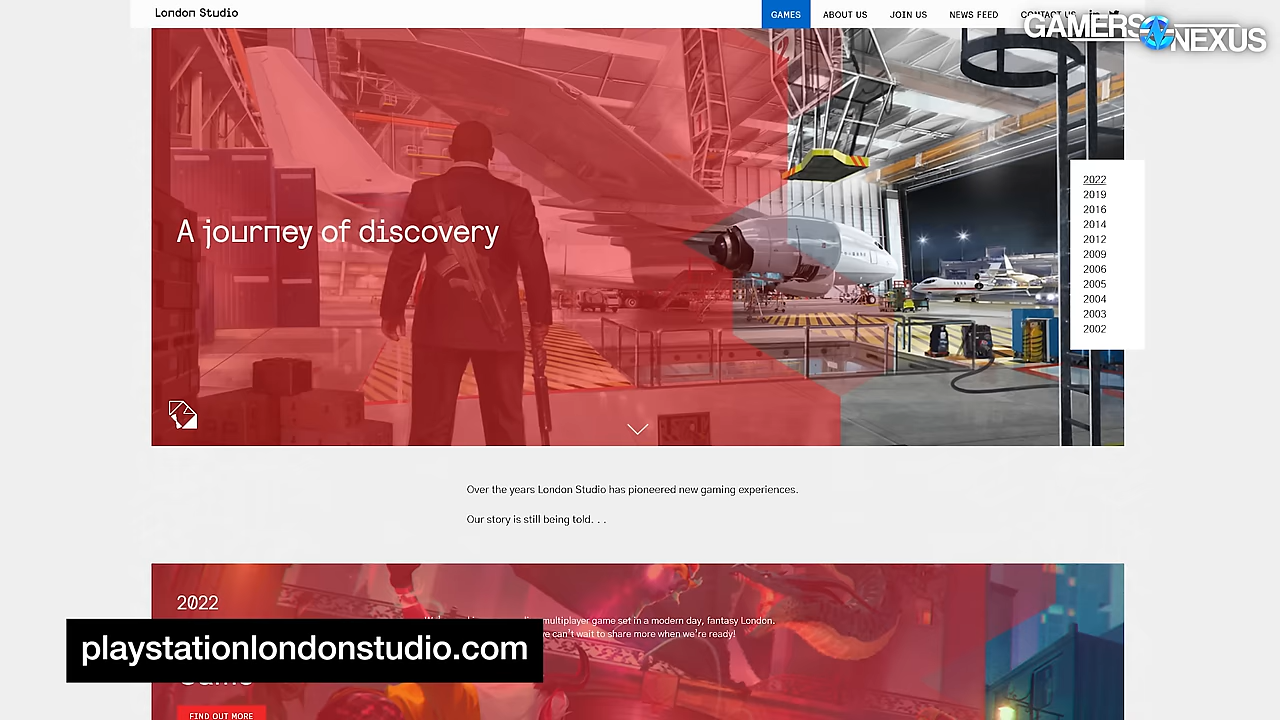 London Studio
GAMES
ABOUT US
JOIN US
NEWS FEED
CONTACT US
GAMERS NEXUS
A journey of discovery
2022
2019
2016
2014
2012
2009
2006
2005
2004
2003
2002
Over the years London Studio has pioneered new gaming experiences.
Our story is still being told. . .
2022
multiplayer game set in a modern day, fantasy London.
can't wait to share more when we're ready!
playstationlondonstudio.com
FIND OUT MORE